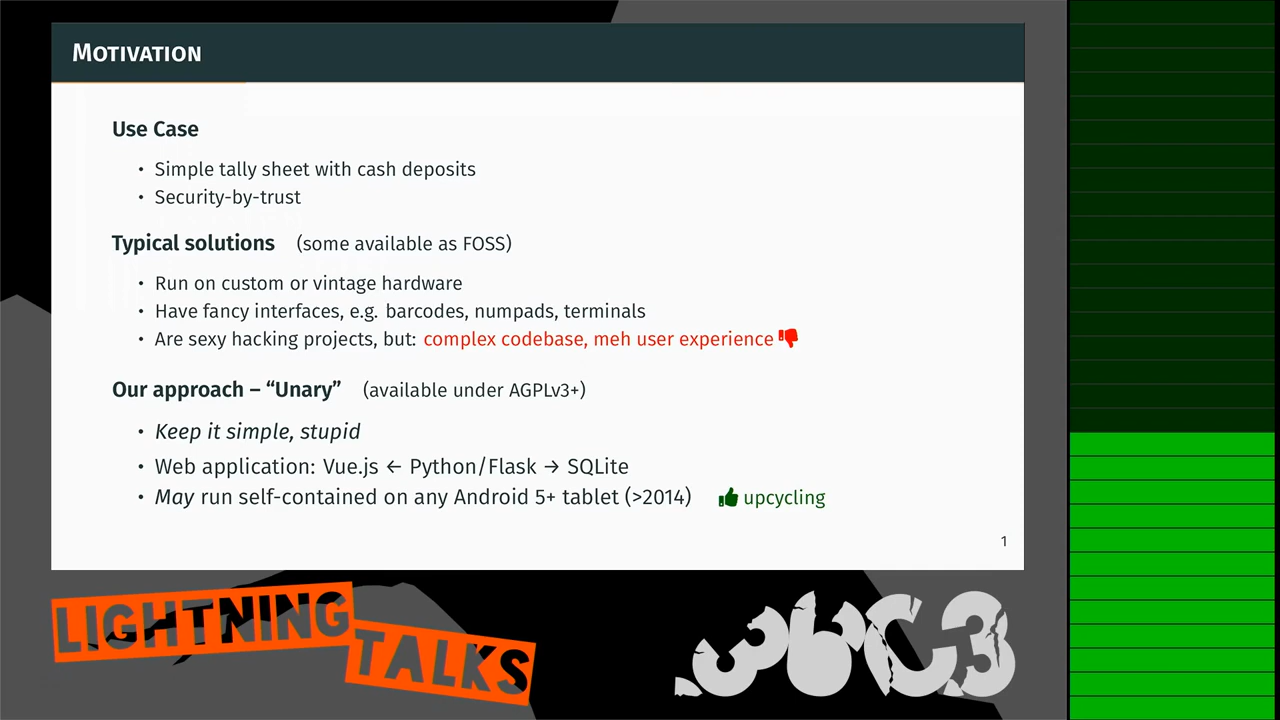 MOTIVATION
Use Case
• Simple tally sheet with cash deposits
• Security-by-trust
Typical solutions (some available as FOSS)
• Run on custom or vintage hardware
• Have fancy interfaces, e.g. barcodes, numpads, terminals
• Are sexy hacking projects, but: complex codebase, meh user experience
Our approach – “Unary” (available under AGPLv3+)
• Keep it simple, stupid
• Web application: Vue.js ← Python/Flask → SQLite
• May run self-contained on any Android 5+ tablet (>2014) upcycling
1
LIGHTNING
TALKS
36C3